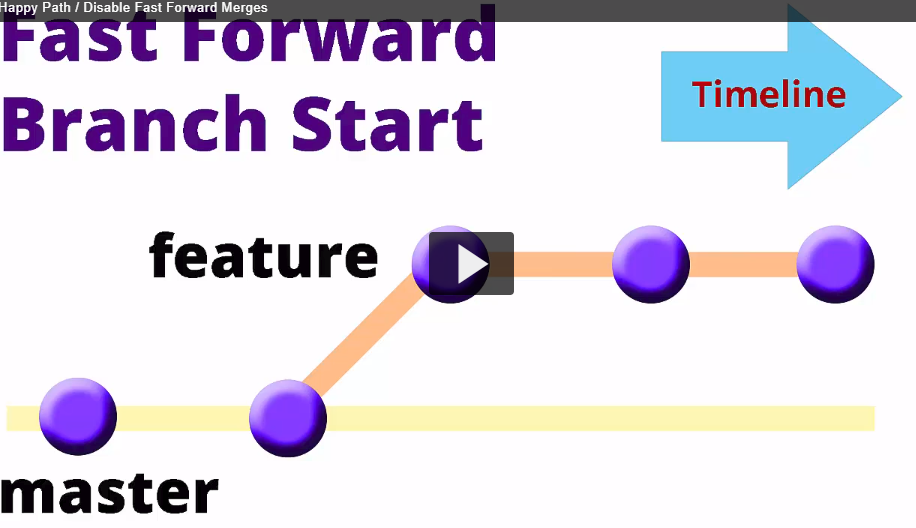 Happy Path / Disable Fast Forward Merges
Fast Forward
Branch Start
Timeline
feature
master